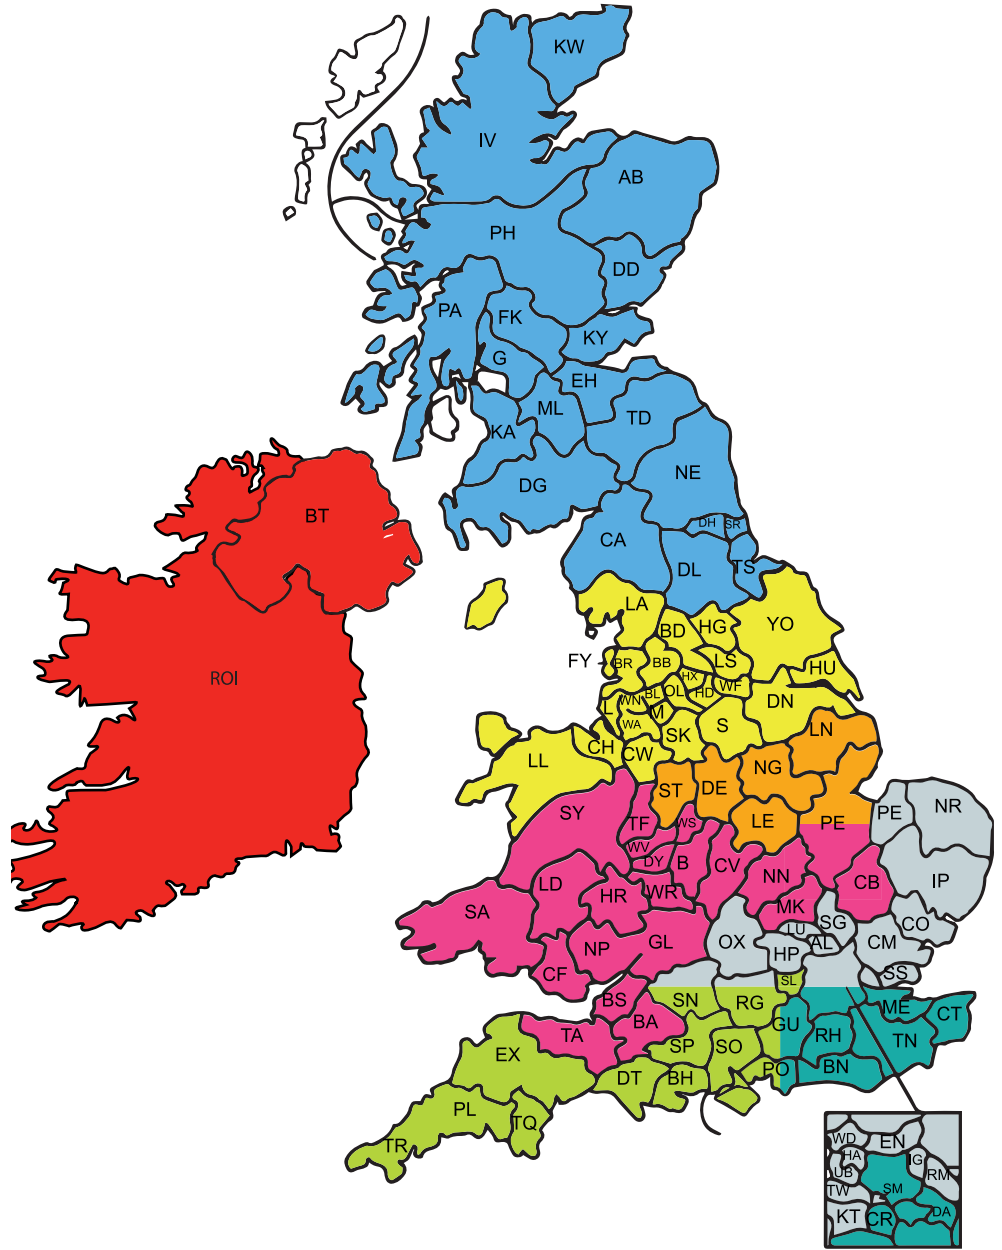 KW
IV
AB
PH
DD
PA
FK
KY
G
EH
ML
TD
KA
NE
DG
BT
DH
SR
CA
DL
TS
LA
BD
HG
YO
FY
BR
BB
LS
HU
HX
WF
ROI
L
WN
BL
OL
HD
DN
WA
M
SK
S
LN
CH
CW
LL
NG
ST
DE
SY
TF
WS
LE
PE
PE
NR
WV
DY
B
CV
NN
CB
IP
LD
HR
WR
MK
SA
NP
GL
OX
LU
SG
CO
HP
AL
CM
CF
SL
SS
BS
SN
RG
ME
CT
TA
BA
GU
RH
TN
EX
SP
SO
PO
BN
DT
BH
PL
TQ
TR
WD
EN
HA
IG
UB
RM
TW
SM
KT
CR
DA